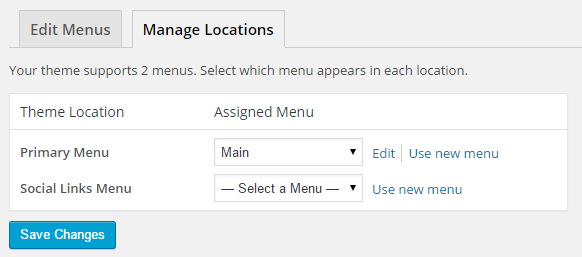 Edit Menus Manage Locations
Your theme supports 2 menus. Select which menu appears in each location.
Theme Location Assigned Menu
Primary Menu Main Edit Use new menu
Social Links Menu — Select a Menu — Use new menu
Save Changes